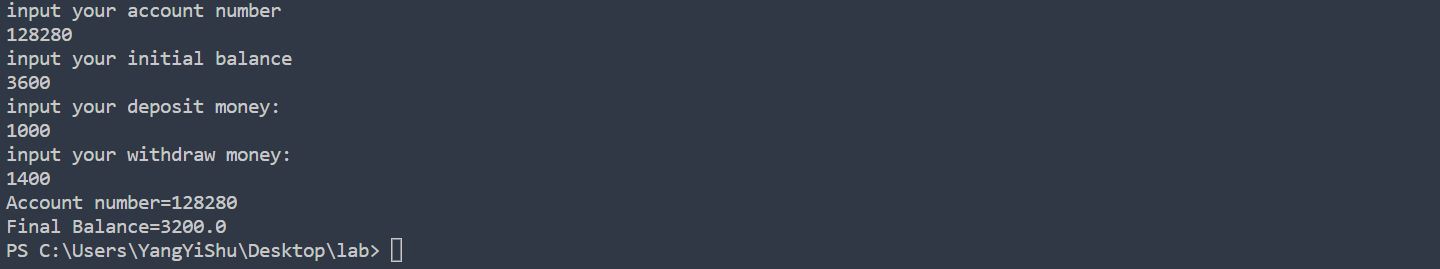 input your account number
128280
input your initial balance
3600
input your deposit money:
1000
input your withdraw money:
1400
Account number=128280
Final Balance=3200.0
PS C:\Users\YangYiShu\Desktop\lab>